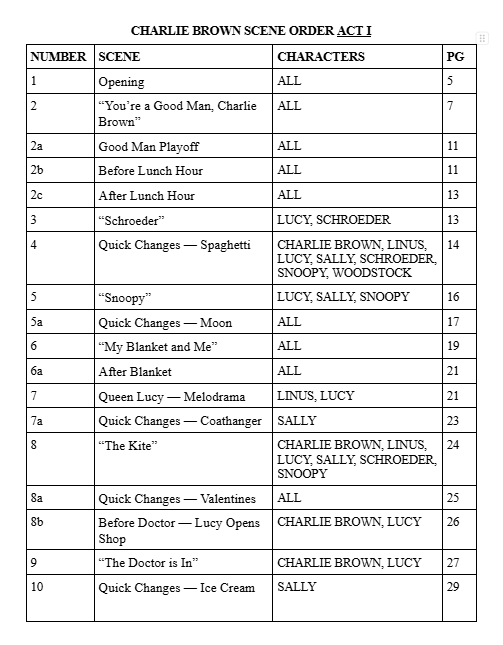 CHARLIE BROWN SCENE ORDER ACT I
NUMBER SCENE CHARACTERS PG
1 Opening ALL 5
2 “You’re a Good Man, Charlie ALL 7
Brown”
2a Good Man Playoff ALL 11
2b Before Lunch Hour ALL 11
2c After Lunch Hour ALL 13
3 “Schroeder” LUCY, SCHROEDER 13
4 Quick Changes — Spaghetti CHARLIE BROWN, LINUS, 14
LUCY, SALLY, SCHROEDER,
SNOOPY, WOODSTOCK
5 “Snoopy” LUCY, SALLY, SNOOPY 16
5a Quick Changes — Moon ALL 17
6 “My Blanket and Me” ALL 19
6a After Blanket ALL 21
7 Queen Lucy — Melodrama LINUS, LUCY 21
7a Quick Changes — Coathanger SALLY 23
8 “The Kite” CHARLIE BROWN, LINUS, 24
LUCY, SALLY, SCHROEDER,
SNOOPY
8a Quick Changes — Valentines ALL 25
8b Before Doctor — Lucy Opens CHARLIE BROWN, LUCY 26
Shop
9 “The Doctor is In” CHARLIE BROWN, LUCY 27
10 Quick Changes — Ice Cream SALLY 29